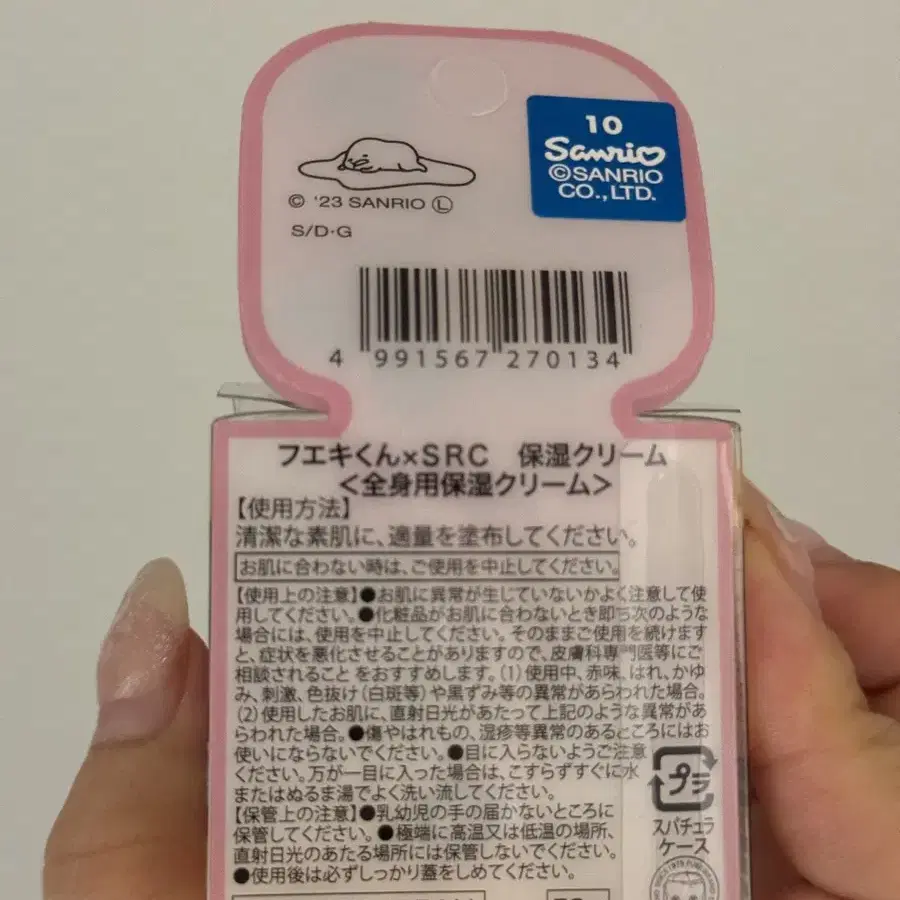 10
Sanrio
©SANRIO
CO.,LTD.
© '23 SANRIO Ⓛ
S/D・G
4 991567 270134
フエキくん×SRC 保湿クリーム
＜全身用保湿クリーム＞
【使用方法】
清潔な素肌に、適量を塗布してください。
お肌に合わない時は、ご使用を中止してください。
【使用上の注意】●お肌に異常が生じていないかよく注意して使
用してください。●化粧品がお肌に合わないとき即ち次のような
場合には、使用を中止してください。そのままご使用を続けます
と、症状を悪化させることがありますので、皮膚科専門医等にご
相談されること をおすすめします。(1)使用中、赤味、はれ、かゆ
み、刺激、色抜け(白斑等)や黒ずみ等の異常があらわれた場合。
(2)使用したお肌に、直射日光があたって上記のような異常があ
らわれた場合。●傷やはれもの、湿疹等異常のあるところにはお
使いにならないでください。●目に入らないようご注意
ください。万が一目に入った場合は、こすらずすぐに水
またはぬるま湯でよく洗い流してください。
【保管上の注意】●乳幼児の手の届かないところに
保管してください。●極端に高温又は低温の場所、
直射日光のあたる場所には保管しないでください。
●使用後は必ずしっかり蓋をしめてください。
プラ
スパチュラ
ケース